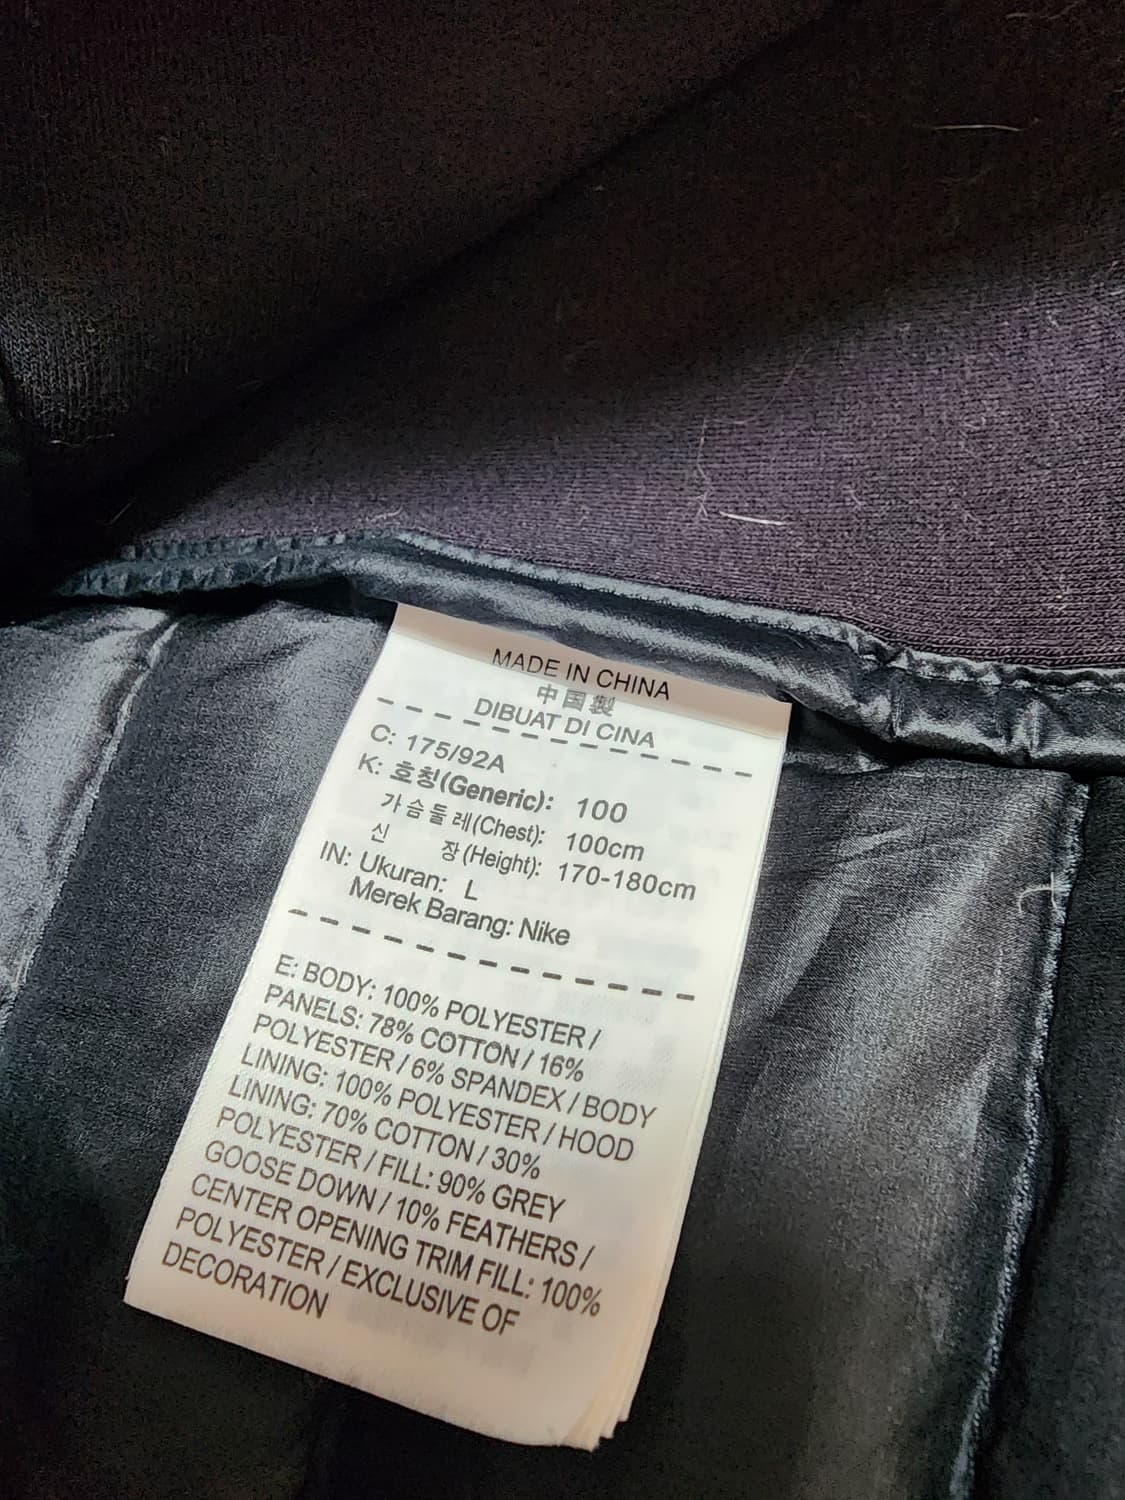 MADE IN CHINA
中国製
DIBUAT DI CINA
C: 175/92A
K: 호칭(Generic): 100
가슴둘레(Chest): 100cm
신 장(Height): 170-180cm
IN: Ukuran: L
Merek Barang: Nike
E: BODY: 100% POLYESTER /
PANELS: 78% COTTON / 16%
POLYESTER / 6% SPANDEX / BODY
LINING: 100% POLYESTER / HOOD
LINING: 70% COTTON / 30%
POLYESTER / FILL: 90% GREY
GOOSE DOWN / 10% FEATHERS /
CENTER OPENING TRIM FILL: 100%
POLYESTER / EXCLUSIVE OF
DECORATION